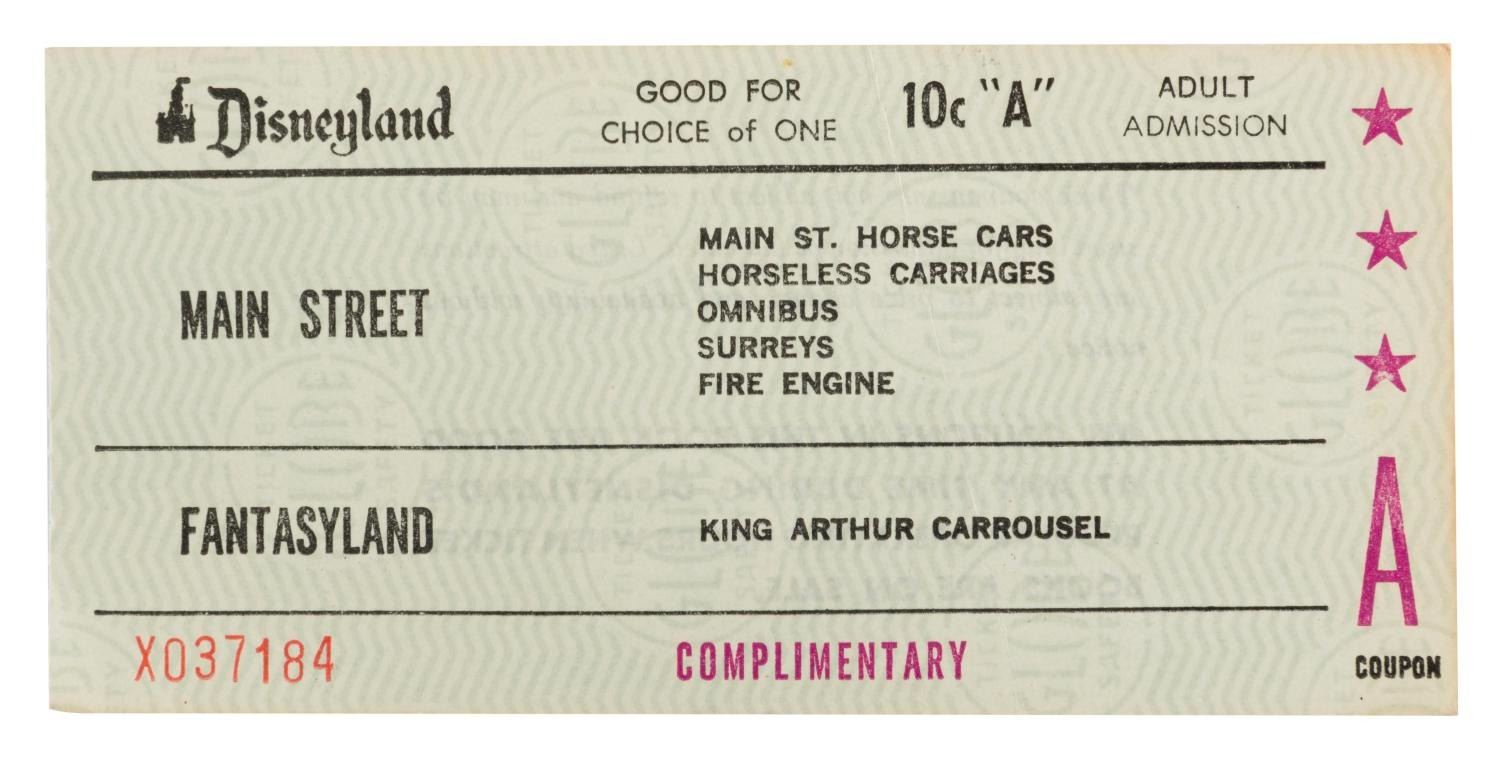 Disneyland
GOOD FOR
CHOICE of ONE
10c "A"
ADULT
ADMISSION
MAIN STREET
MAIN ST. HORSE CARS
HORSELESS CARRIAGES
OMNIBUS
SURREYS
FIRE ENGINE
FANTASYLAND
KING ARTHUR CARROUSEL
X037184
COMPLIMENTARY
A
COUPON